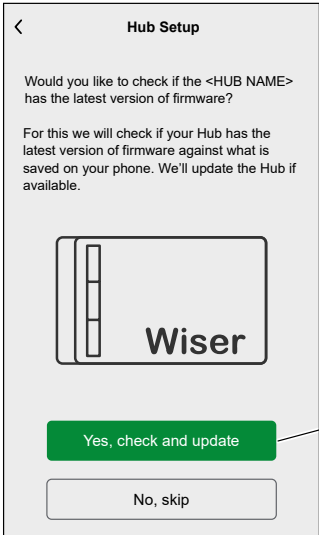 Hub Setup
Would you like to check if the <HUB NAME>
has the latest version of firmware?
For this we will check if your Hub has the
latest version of firmware against what is
saved on your phone. We’ll update the Hub if
available.
Wiser
Yes, check and update
No, skip